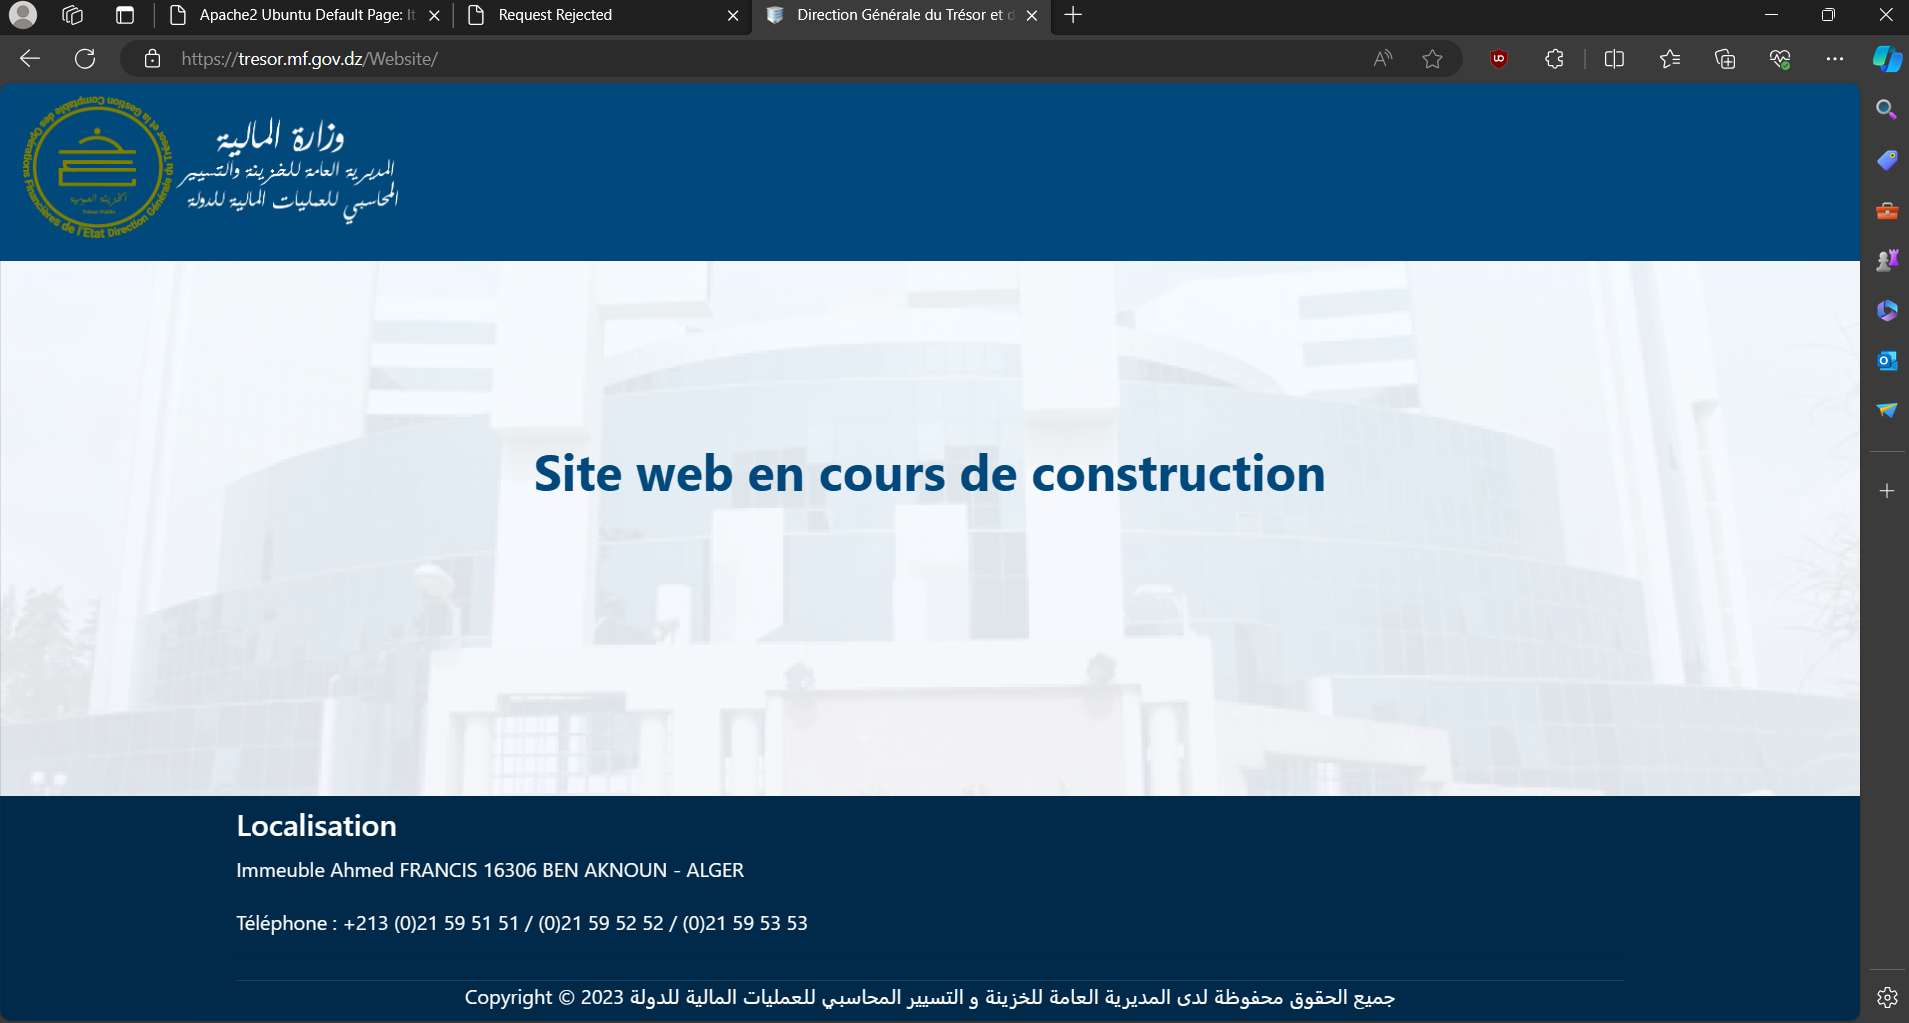 Apache2 Ubuntu Default Page: It
Request Rejected
Direction Générale du Trésor et d
https://tresor.mf.gov.dz/Website/
وزارة المالية
المديرية العامة للخزينة والتسيير
المحاسبي للعمليات المالية للدولة
Direction Générale du Trésor et la Gestion Comptable des Opérations Financières de l'Etat
الخزينة العمومية
Trésor Public
Site web en cours de construction
Localisation
Immeuble Ahmed FRANCIS 16306 BEN AKNOUN - ALGER
Téléphone : +213 (0)21 59 51 51 / (0)21 59 52 52 / (0)21 59 53 53
Copyright © 2023 جميع الحقوق محفوظة لدى المديرية العامة للخزينة و التسيير المحاسبي للعمليات المالية للدولة